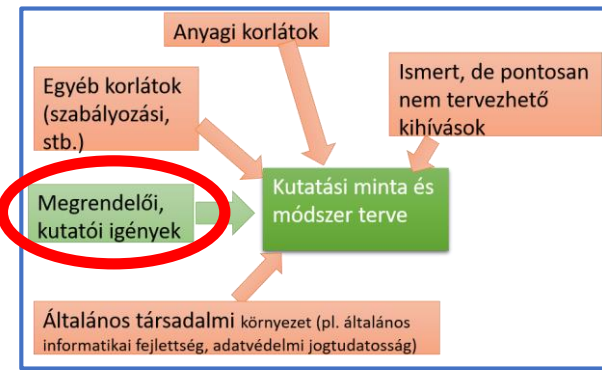 Anyagi korlátok
Egyéb korlátok
(szabályozási,
stb.)
Ismert, de pontosan
nem tervezhető
kihívások
Megrendelői,
kutatói igények
Kutatási minta és
módszer terve
Általános társadalmi környezet (pl. általános
informatikai fejlettség, adatvédelmi jogtudatosság)